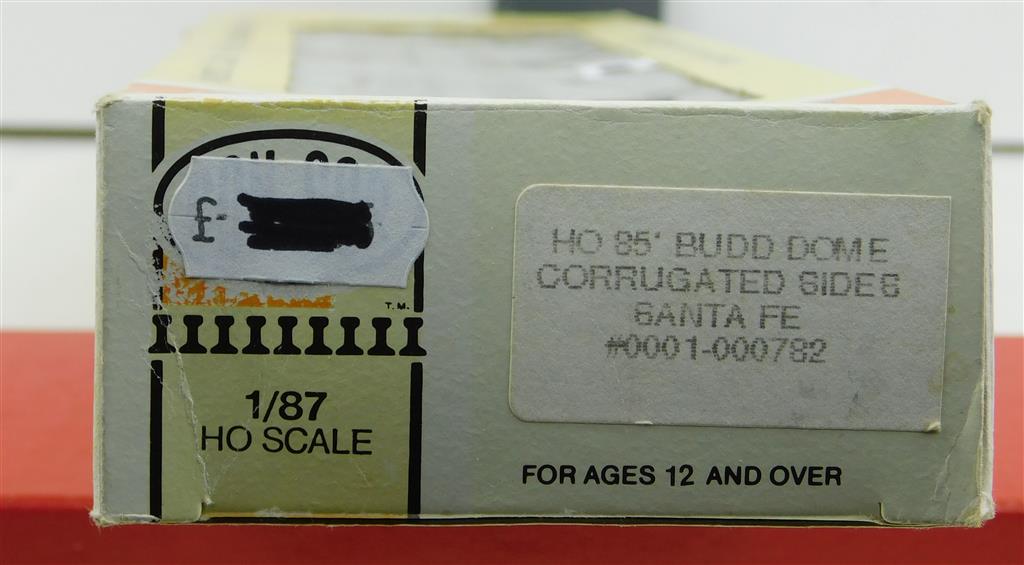 £-
T.M.
1/87
HO SCALE
HO 85' BUDD DOME
CORRUGATED SIDES
SANTA FE
#0001-000782
FOR AGES 12 AND OVER